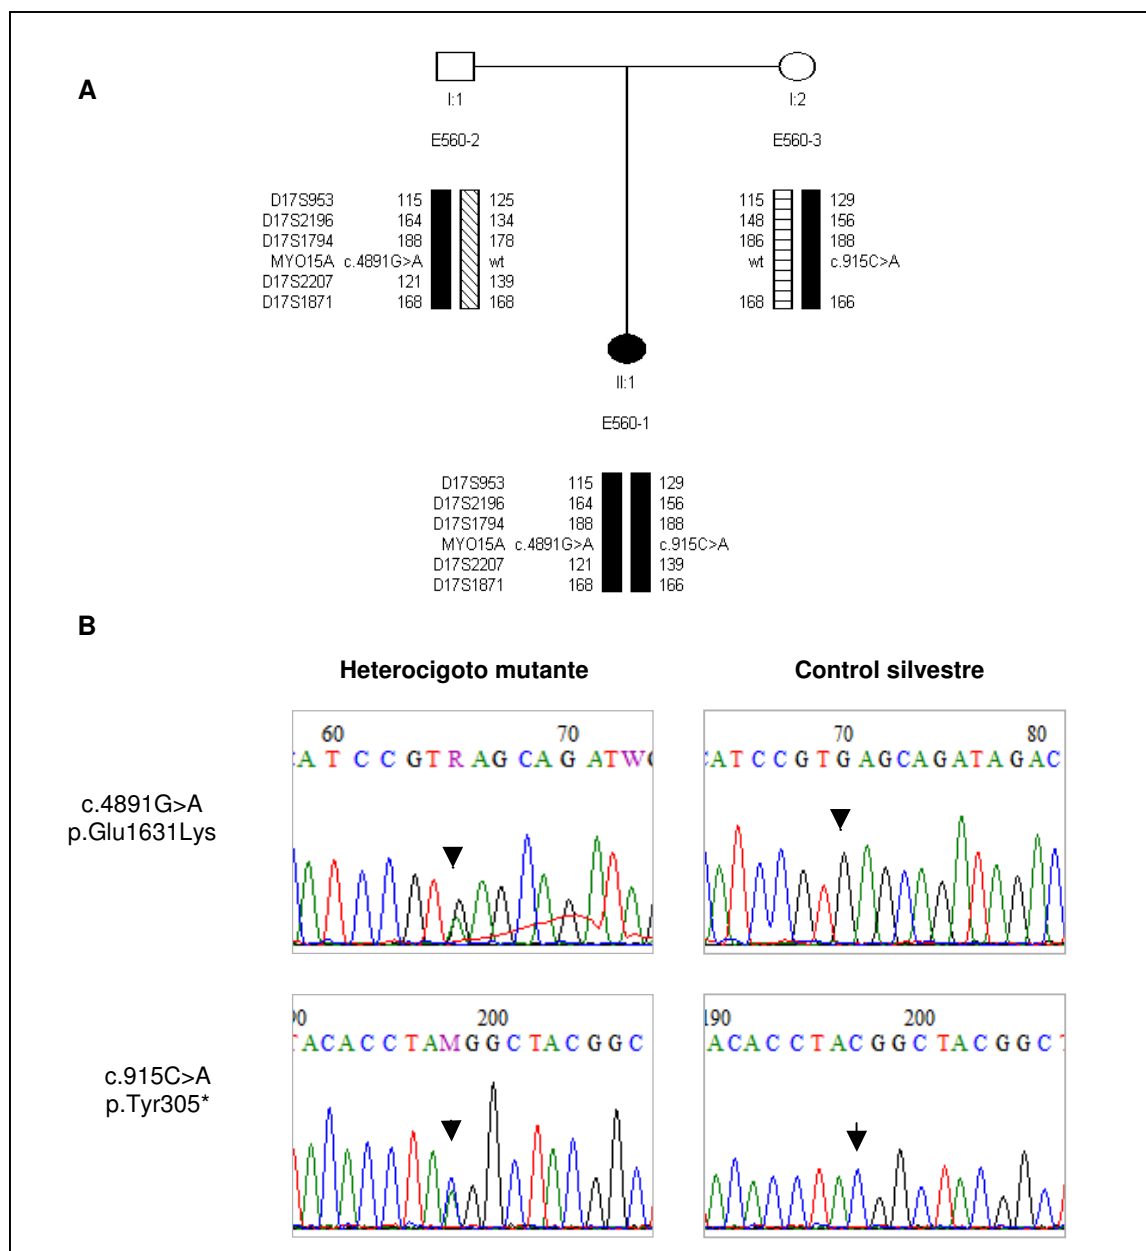 A
I:1
I:2
E560-2
E560-3
D17S953 115 125 115 129
D17S2196 164 134 148 156
D17S1794 188 178 186 188
MYO15A c.4891G>A wt wt c.915C>A
D17S2207 121 139
D17S1871 168 168 168 166
II:1
E560-1
D17S953 115 129
D17S2196 164 156
D17S1794 188 188
MYO15A c.4891G>A c.915C>A
D17S2207 121 139
D17S1871 168 166
B
Heterocigoto mutante
Control silvestre
c.4891G>A
p.Glu1631Lys
60 70
A T C C G T R A G C A G A T W
70 80
A T C C G T G A G C A G A T A G A C
c.915C>A
p.Tyr305*
200
A C A C C T A M G G C T A C G G C
190 200
A C A C C T A C G G C T A C G G C